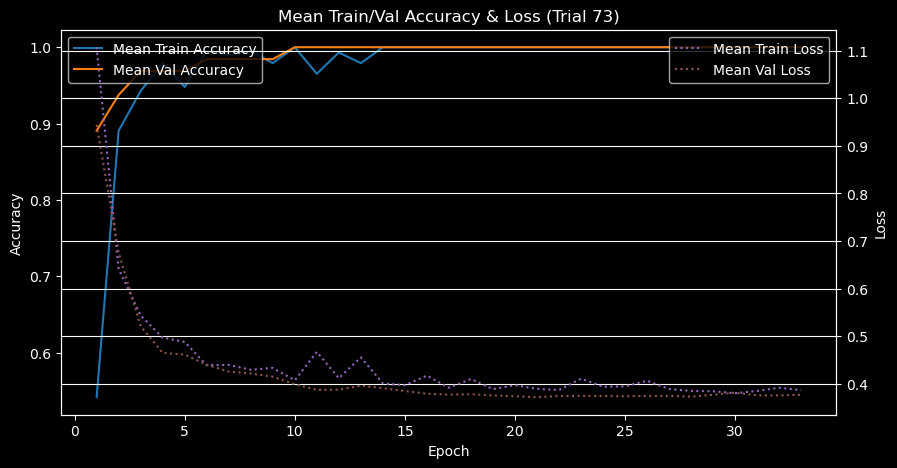 Mean Train/Val Accuracy & Loss (Trial 73)
Mean Train Accuracy
Mean Val Accuracy
Mean Train Loss
Mean Val Loss
1.0
0.9
0.8
0.7
0.6
Accuracy
1.1
1.0
0.9
0.8
0.7
0.6
0.5
0.4
Loss
0 5 10 15 20 25 30
Epoch